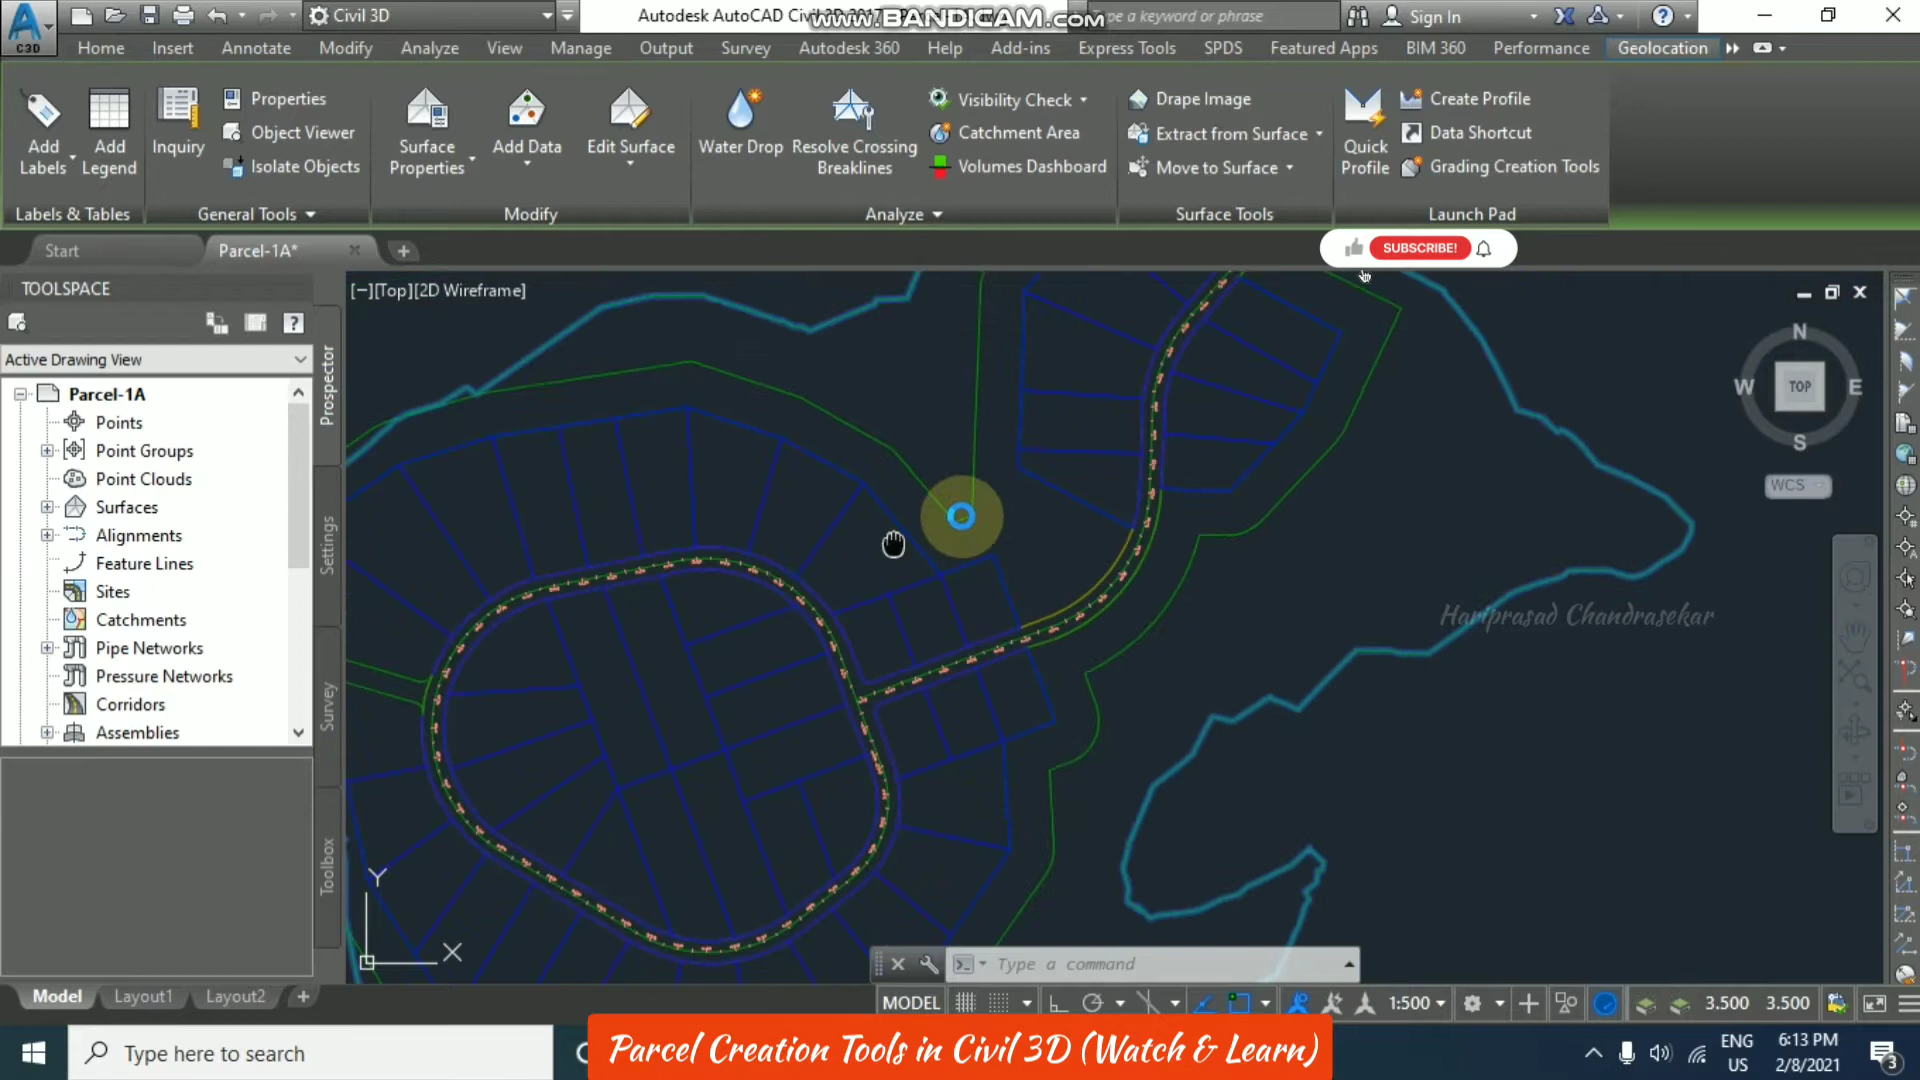 Civil 3D
Autodesk AutoCAD Civil 3D 2017
www.BANDICAM.com
Type a keyword or phrase
Sign In
C3D
Home Insert Annotate Modify Analyze View Manage Output Survey Autodesk 360 Help Add-ins Express Tools SPDS Featured Apps BIM 360 Performance Geolocation
Add Labels
Add Legend
Inquiry
Properties
Object Viewer
Isolate Objects
Surface Properties
Add Data
Edit Surface
Water Drop
Resolve Crossing Breaklines
Visibility Check
Catchment Area
Volumes Dashboard
Drape Image
Extract from Surface
Move to Surface
Quick Profile
Create Profile
Data Shortcut
Grading Creation Tools
Labels & Tables General Tools Modify Analyze Surface Tools Launch Pad
Start Parcel-1A*
SUBSCRIBE!
TOOLSPACE
[−][Top][2D Wireframe]
Active Drawing View
Parcel-1A
Points
Point Groups
Point Clouds
Surfaces
Alignments
Feature Lines
Sites
Catchments
Pipe Networks
Pressure Networks
Corridors
Assemblies
Prospector
Settings
Survey
Toolbox
N
W TOP E
S
WCS
Hariprasad Chandrasekar
Y
X
Type a command
Model Layout1 Layout2
MODEL 1:500 3.500 3.500
Type here to search
Parcel Creation Tools in Civil 3D (Watch & Learn)
ENG
US
6:13 PM
2/8/2021
3